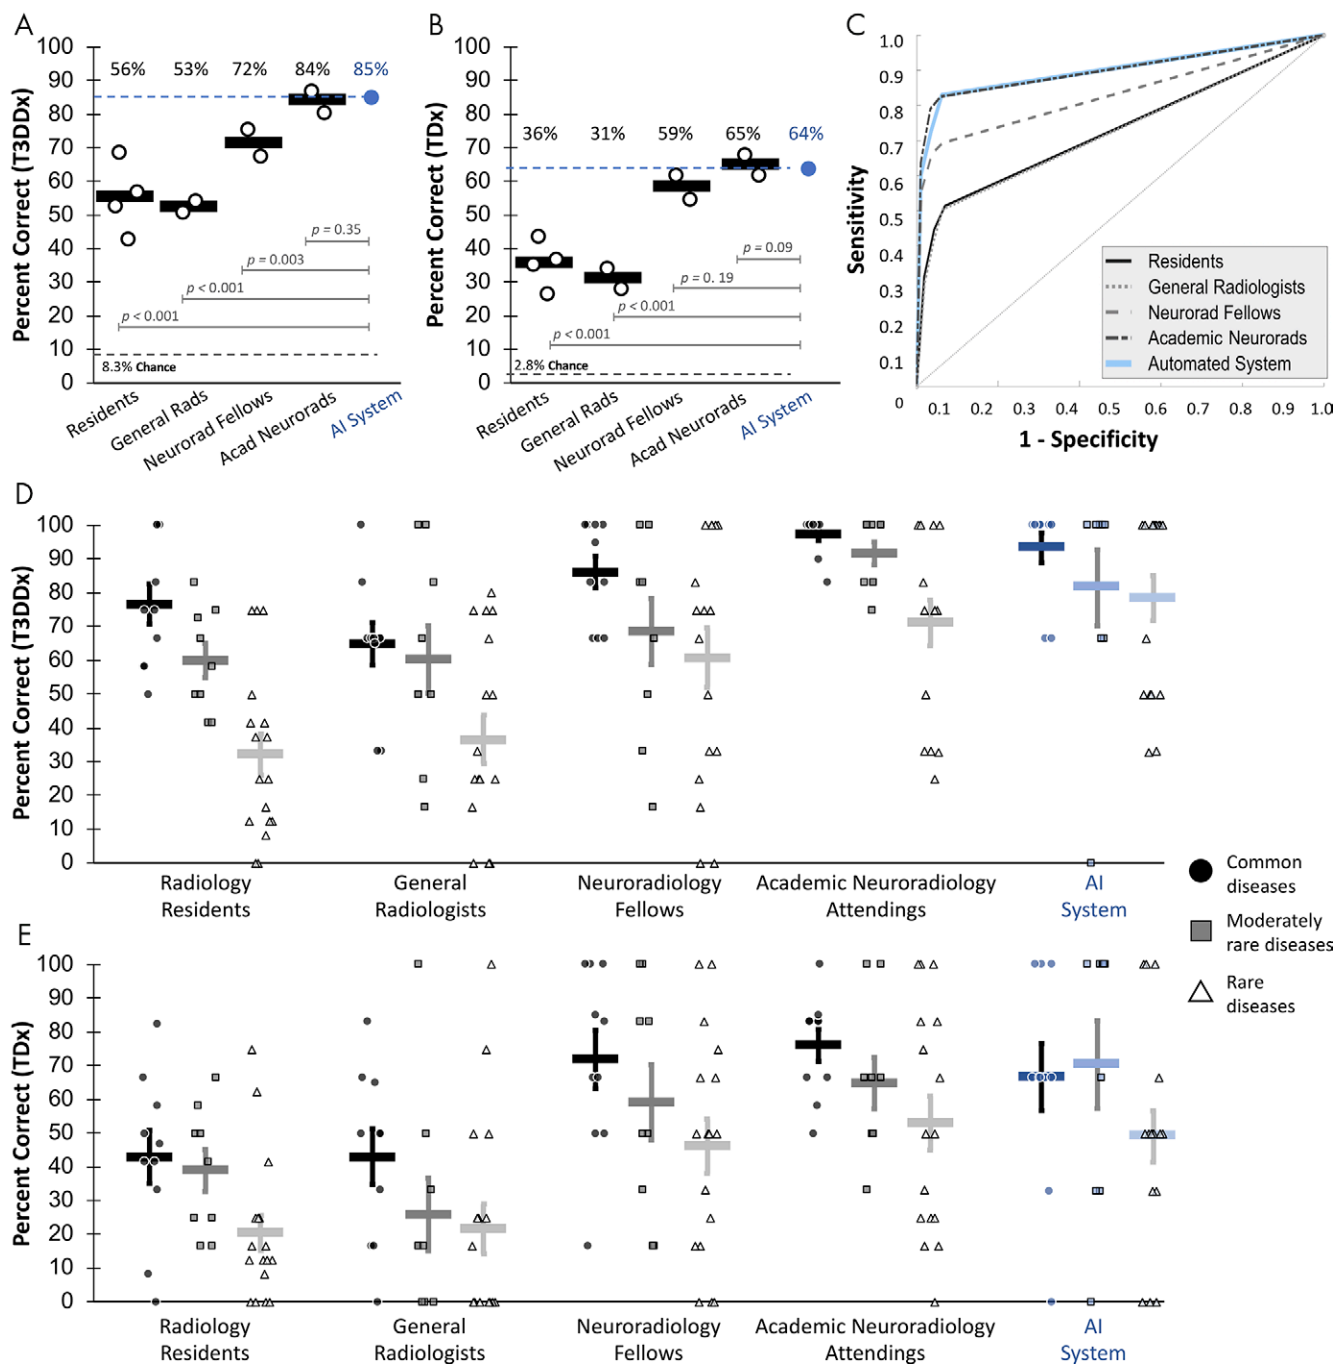 A
Percent Correct (T3DDx)
100
90
80
70
60
50
40
30
20
10
0
56% 53% 72% 84% 85%
p = 0.35
p = 0.003
p < 0.001
p < 0.001
8.3% Chance
Residents
General Rads
Neurorad Fellows
Acad Neurorads
AI System
B
Percent Correct (TDx)
100
90
80
70
60
50
40
30
20
10
0
36% 31% 59% 65% 64%
p = 0.09
p = 0.19
p < 0.001
p < 0.001
2.8% Chance
Residents
General Rads
Neurorad Fellows
Acad Neurorads
AI System
C
Sensitivity
1.0
0.9
0.8
0.7
0.6
0.5
0.4
0.3
0.2
0.1
0 0.1 0.2 0.3 0.4 0.5 0.6 0.7 0.8 1.0
1 - Specificity
Residents
General Radiologists
Neurorad Fellows
Academic Neurorads
Automated System
D
Percent Correct (T3DDx)
100
90
80
70
60
50
40
30
20
10
0
Radiology
Residents
General
Radiologists
Neuroradiology
Fellows
Academic Neuroradiology
Attendings
AI
System
Common
diseases
Moderately
rare diseases
Rare
diseases
E
Percent Correct (TDx)
100
90
80
70
60
50
40
30
20
10
0
Radiology
Residents
General
Radiologists
Neuroradiology
Fellows
Academic Neuroradiology
Attendings
AI
System